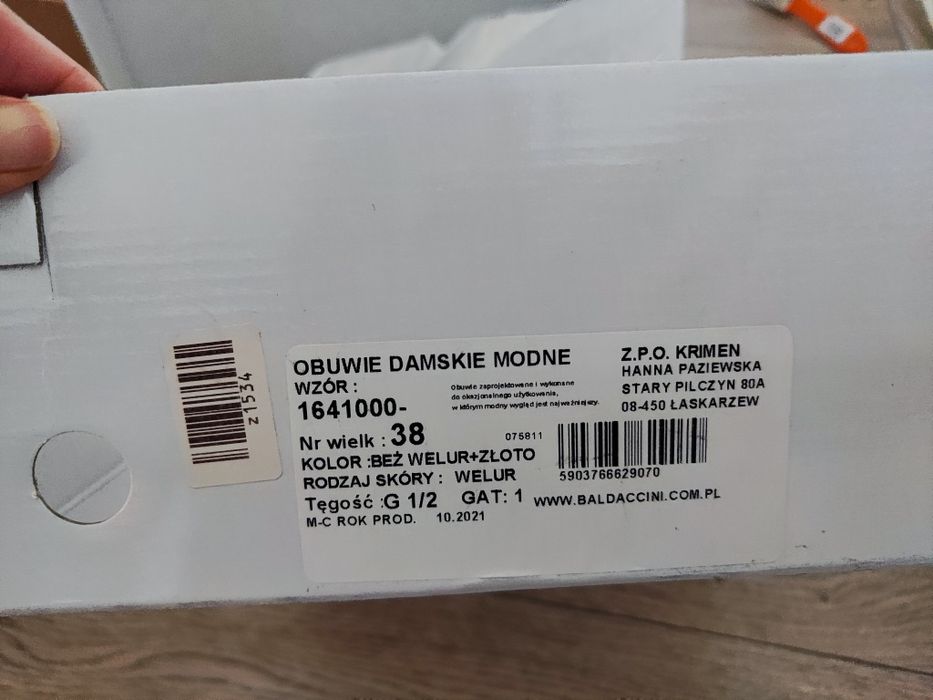 z1534
OBUWIE DAMSKIE MODNE
WZÓR :
1641000-
Obuwie zaprojektowane i wykonane
do okazjonalnego użytkowania,
w którym modny wygląd jest najważniejszy.
Nr wielk : 38
075811
KOLOR :BEŻ WELUR+ZŁOTO
RODZAJ SKÓRY : WELUR
Tęgość :G 1/2 GAT: 1
M-C ROK PROD. 10.2021
Z.P.O. KRIMEN
HANNA PAZIEWSKA
STARY PILCZYN 80A
08-450 ŁASKARZEW
5903766629070
WWW.BALDACCINI.COM.PL